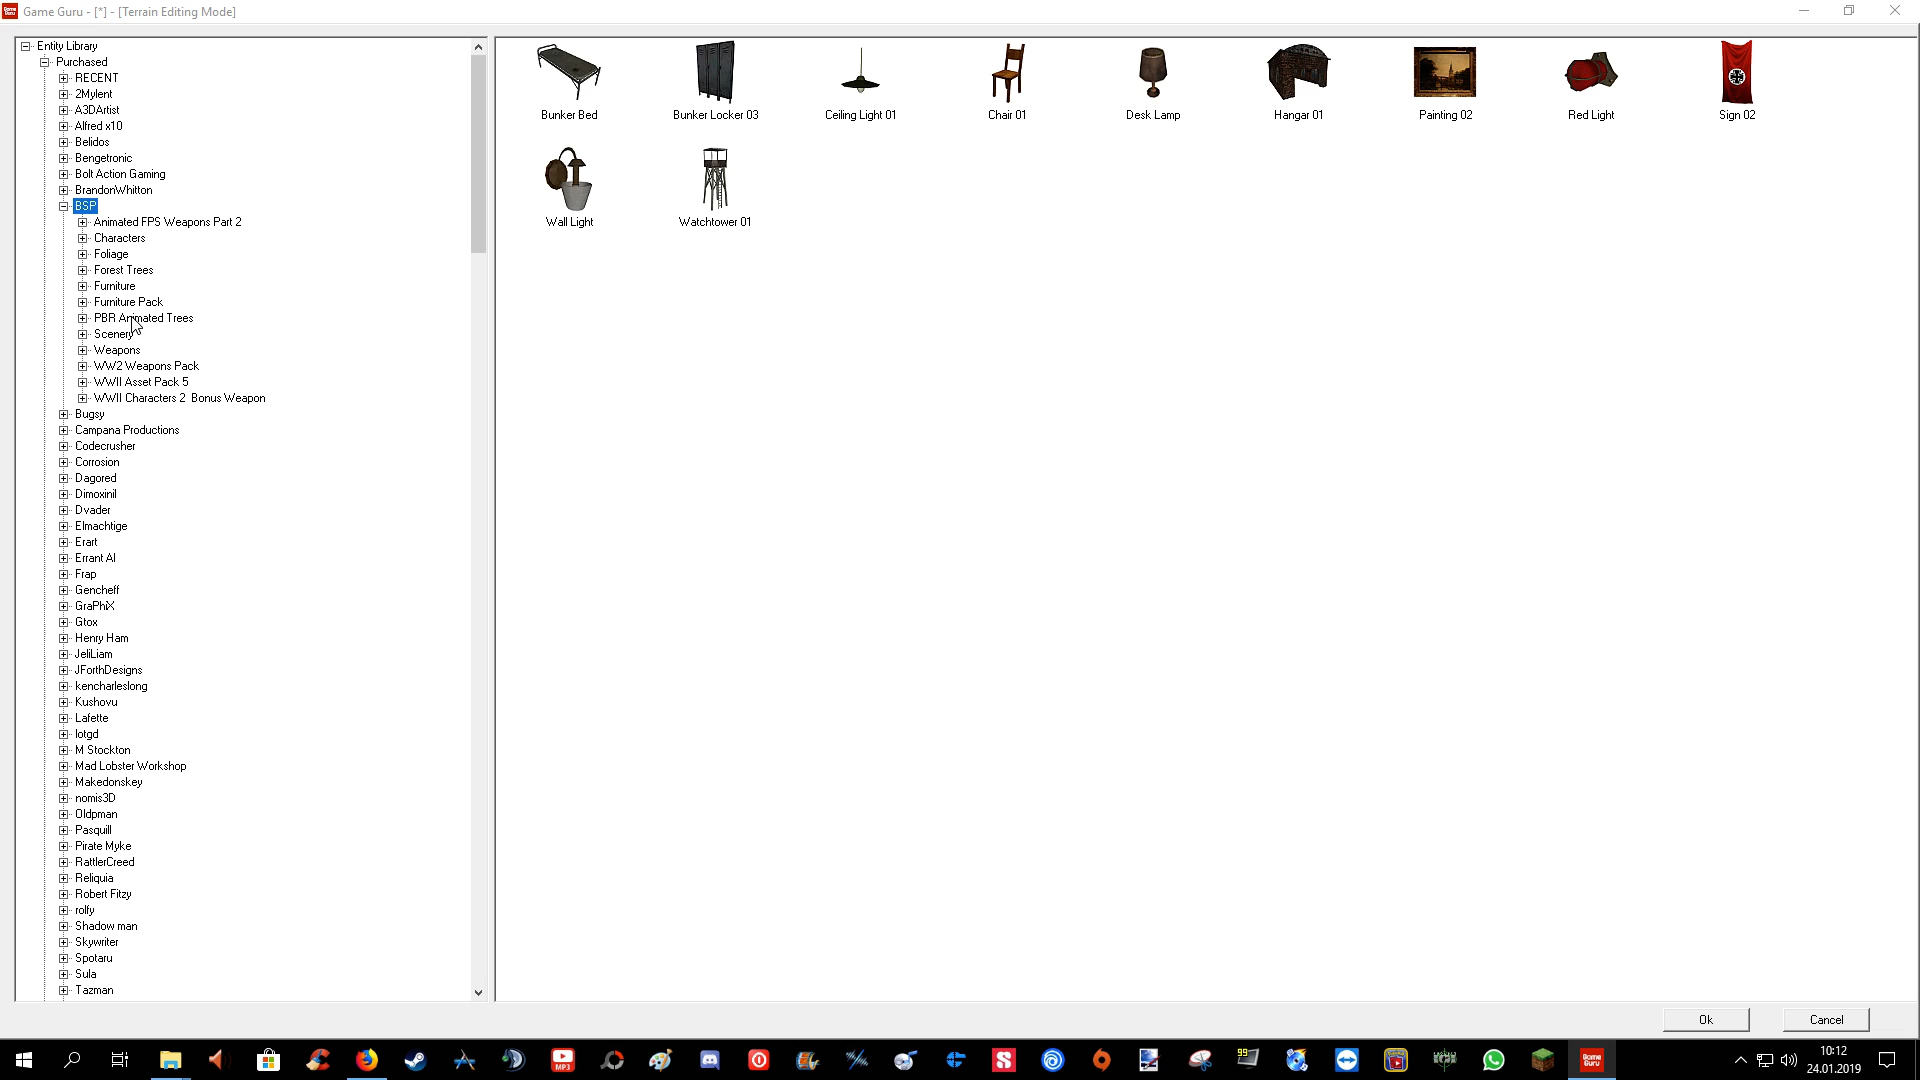 Game Guru - [*] - [Terrain Editing Mode]
Entity Library
Purchased
RECENT
2Mylent
A3DArtist
Alfred x10
Belidos
Bengetronic
Bolt Action Gaming
BrandonWhitton
BSP
Animated FPS Weapons Part 2
Characters
Foliage
Forest Trees
Furniture
Furniture Pack
PBR Animated Trees
Scenery
Weapons
WW2 Weapons Pack
WWII Asset Pack 5
WWII Characters 2 Bonus Weapon
Bugsy
Campana Productions
Codecrusher
Corrosion
Dagored
Dimoxinil
Dvader
Elmachtige
Erart
Errant AI
Frap
Gencheff
GraPhiX
Gtox
Henry Ham
JeliLiam
JForthDesigns
kencharleslong
Kushovu
Lafette
lotgd
M Stockton
Mad Lobster Workshop
Makedonskey
nomis3D
Oldpman
Pasquill
Pirate Myke
RattlerCreed
Reliquia
Robert Fitzy
rolfy
Shadow man
Skywriter
Spotaru
Sula
Tazman
Bunker Bed
Bunker Locker 03
Ceiling Light 01
Chair 01
Desk Lamp
Hangar 01
Painting 02
Red Light
Sign 02
Wall Light
Watchtower 01
Ok
Cancel
MP3
99
Game Guru
10:12
24.01.2019